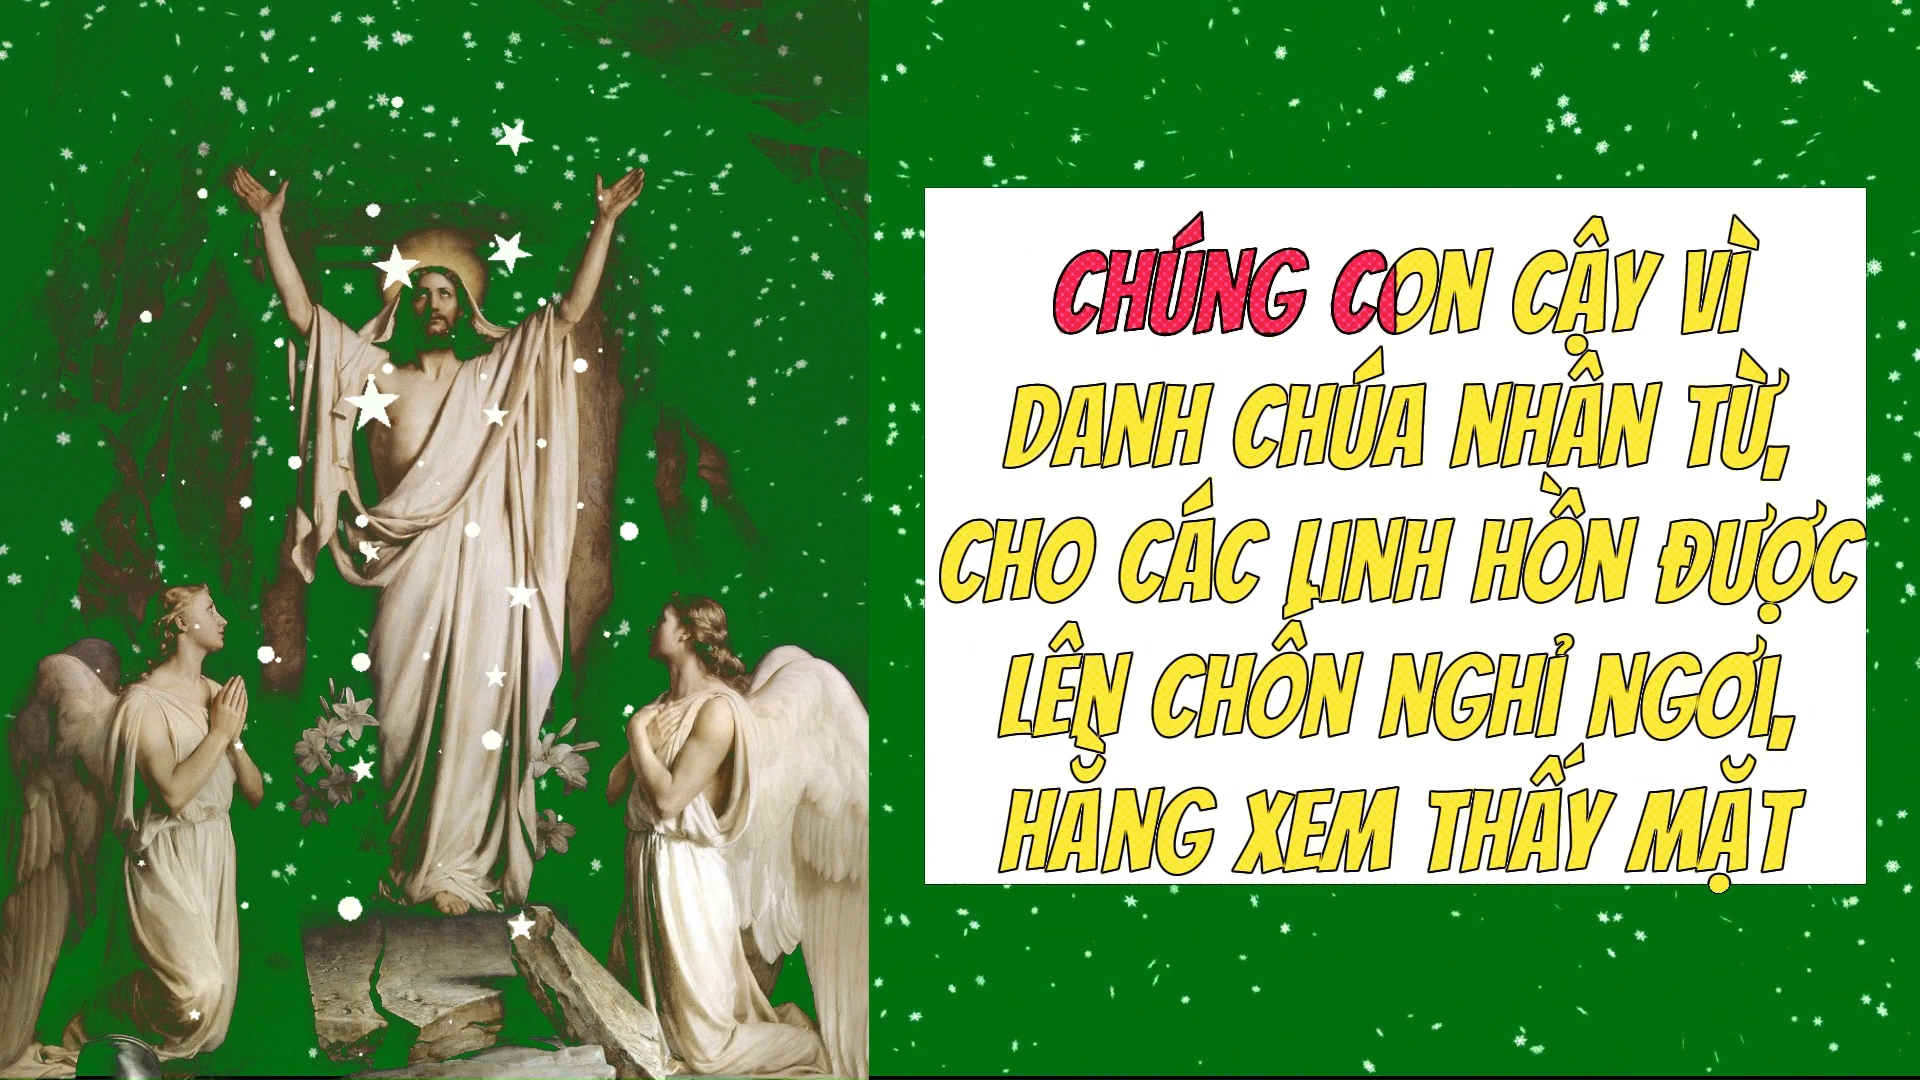 CHÚNG CON CẬY VÌ
DANH CHÚA NHÂN TỪ,
CHO CÁC LINH HỒN ĐƯỢC
LÊN CHỐN NGHỈ NGƠI,
HẰNG XEM THẤY MẶT